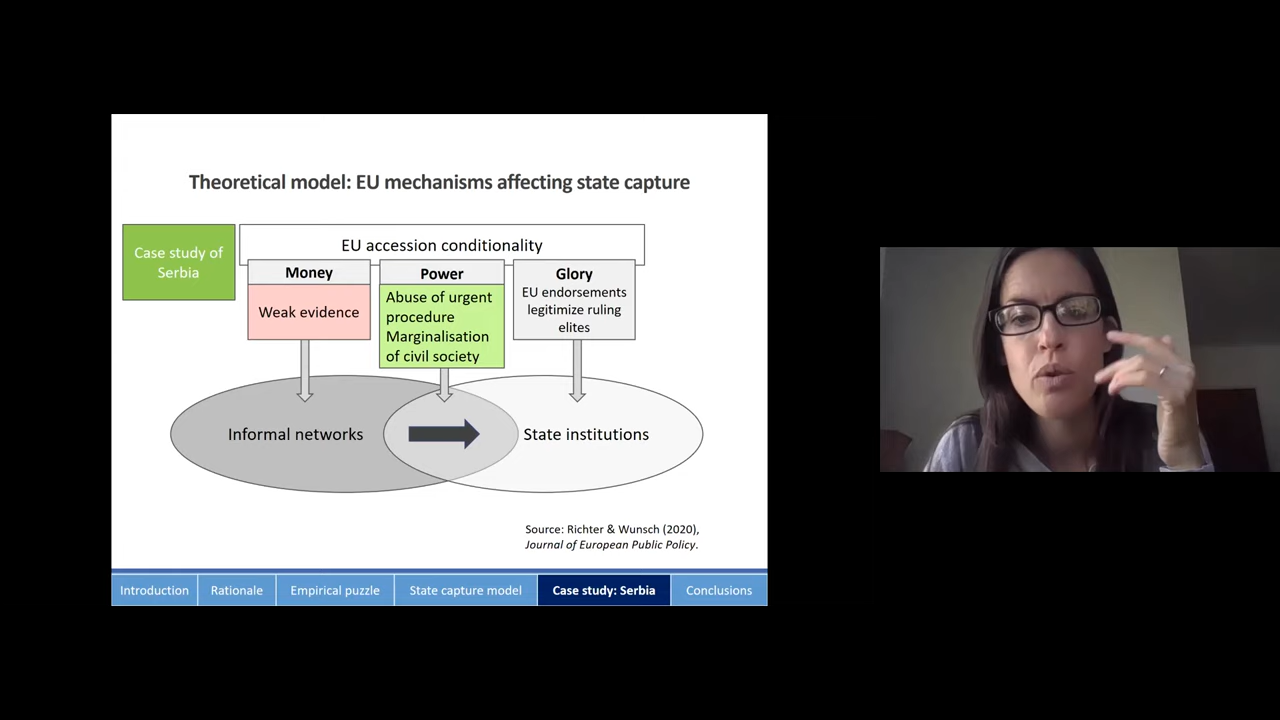 Theoretical model: EU mechanisms affecting state capture
Case study of
Serbia
EU accession conditionality
Money
Weak evidence
Power
Abuse of urgent
procedure
Marginalisation
of civil society
Glory
EU endorsements
legitimize ruling
elites
Informal networks
State institutions
Source: Richter & Wunsch (2020),
Journal of European Public Policy.
Introduction
Rationale
Empirical puzzle
State capture model
Case study: Serbia
Conclusions